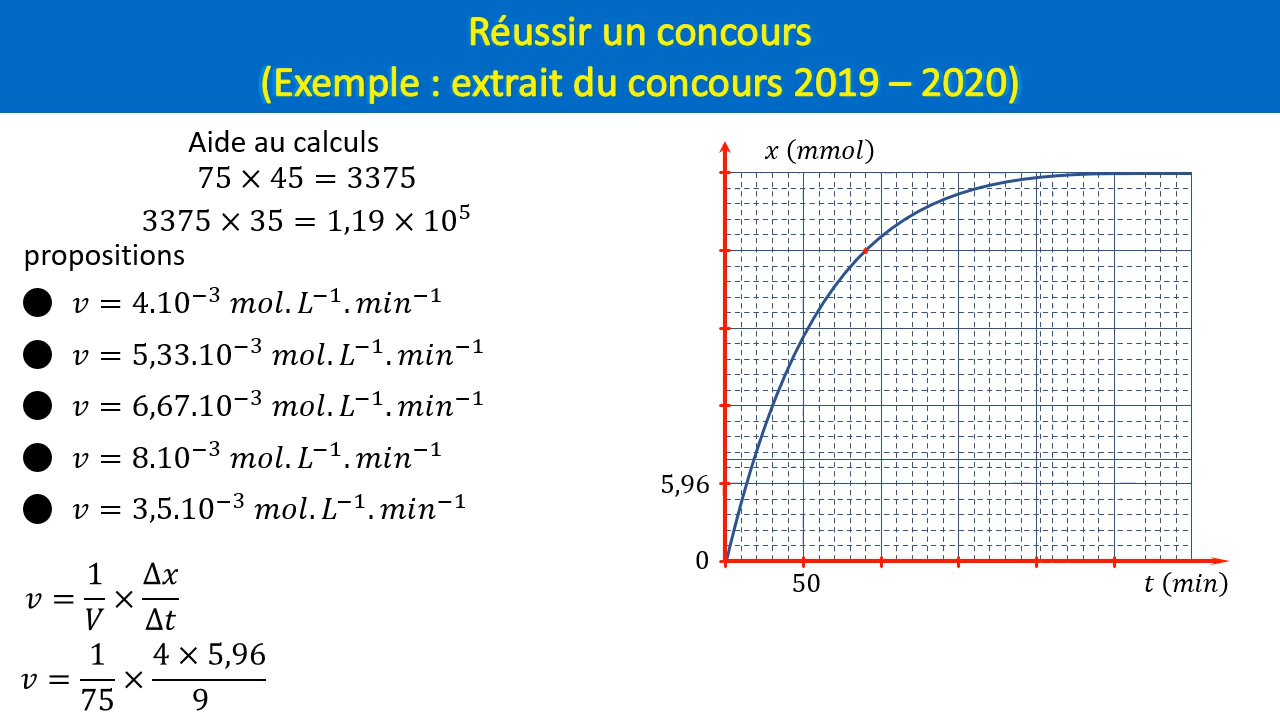 Réussir un concours
(Exemple : extrait du concours 2019 – 2020)
Aide au calculs
75 × 45 = 3375
3375 × 35 = 1,19 × 10⁵
propositions
v = 4.10⁻³ mol.L⁻¹.min⁻¹
v = 5,33.10⁻³ mol.L⁻¹.min⁻¹
v = 6,67.10⁻³ mol.L⁻¹.min⁻¹
v = 8.10⁻³ mol.L⁻¹.min⁻¹
v = 3,5.10⁻³ mol.L⁻¹.min⁻¹
v = 1/V × Δx/Δt
v = 1/75 × 4 × 5,96/9
x (mmol)
5,96
0
50
t (min)